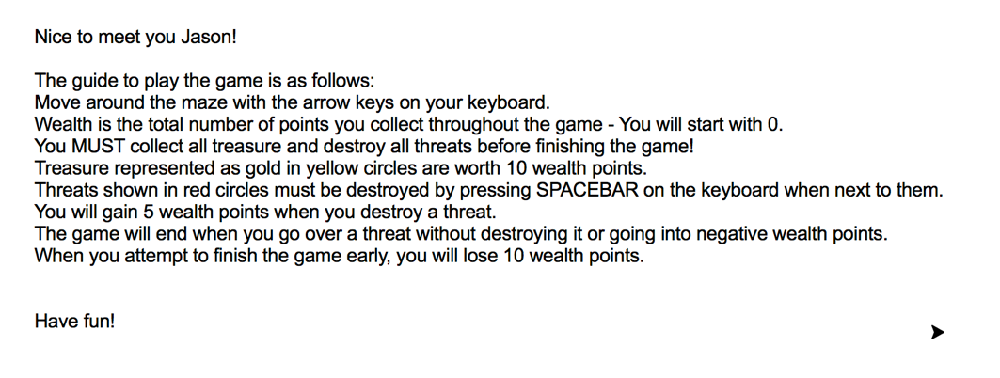 Nice to meet you Jason!
The guide to play the game is as follows:
Move around the maze with the arrow keys on your keyboard.
Wealth is the total number of points you collect throughout the game - You will start with 0.
You MUST collect all treasure and destroy all threats before finishing the game!
Treasure represented as gold in yellow circles are worth 10 wealth points.
Threats shown in red circles must be destroyed by pressing SPACEBAR on the keyboard when next to them.
You will gain 5 wealth points when you destroy a threat.
The game will end when you go over a threat without destroying it or going into negative wealth points.
When you attempt to finish the game early, you will lose 10 wealth points.
Have fun!